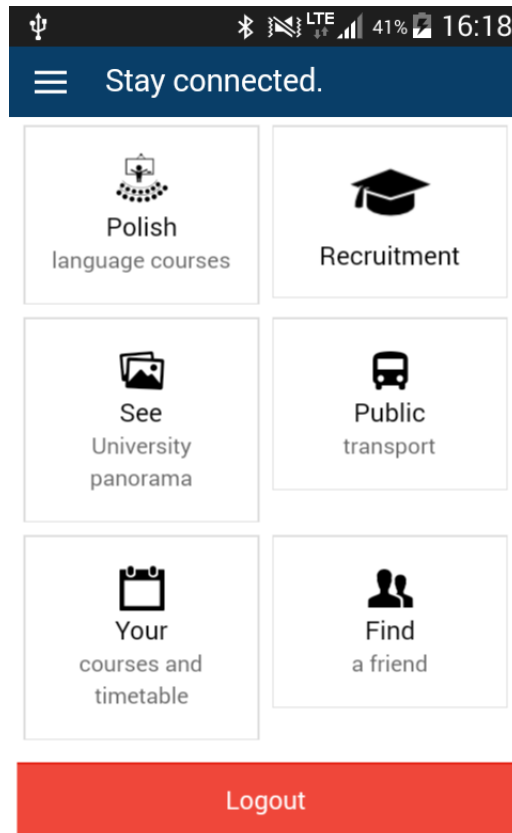 LTE 41% 16:18
Stay connected.
Polish
language courses
Recruitment
See
University
panorama
Public
transport
Your
courses and
timetable
Find
a friend
Logout